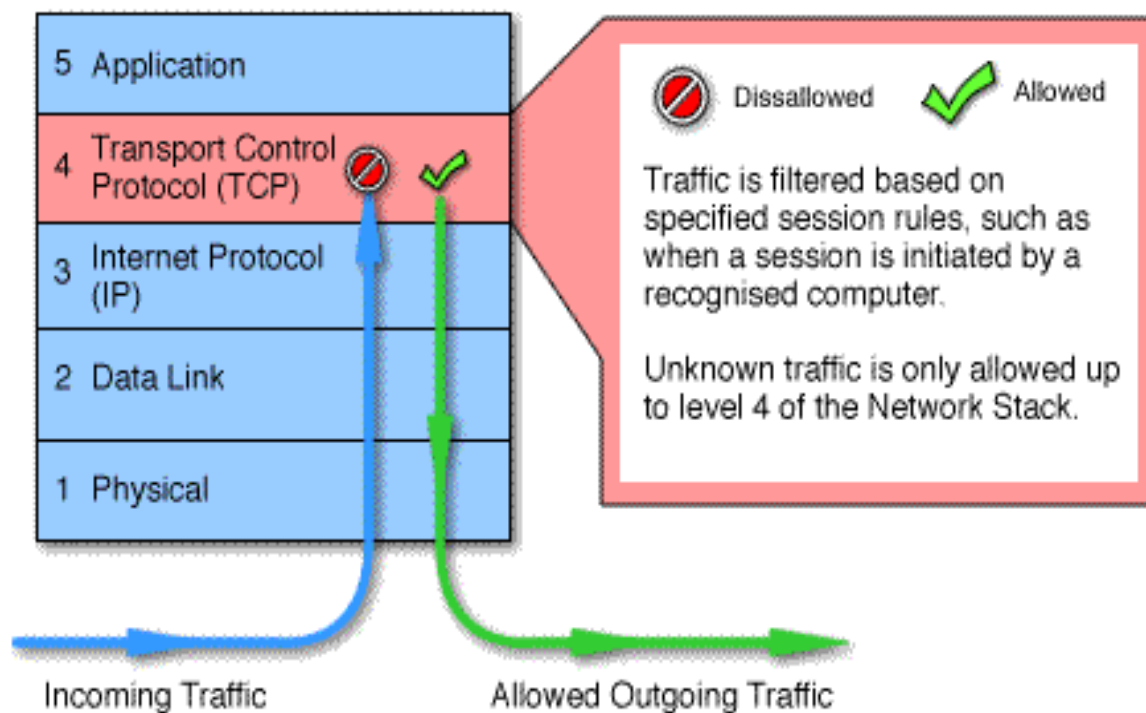 5 Application
4 Transport Control
Protocol (TCP)
3 Internet Protocol
(IP)
2 Data Link
1 Physical
Incoming Traffic
Allowed Outgoing Traffic
Dissallowed
Allowed
Traffic is filtered based on
specified session rules, such as
when a session is initiated by a
recognised computer.
Unknown traffic is only allowed up
to level 4 of the Network Stack.